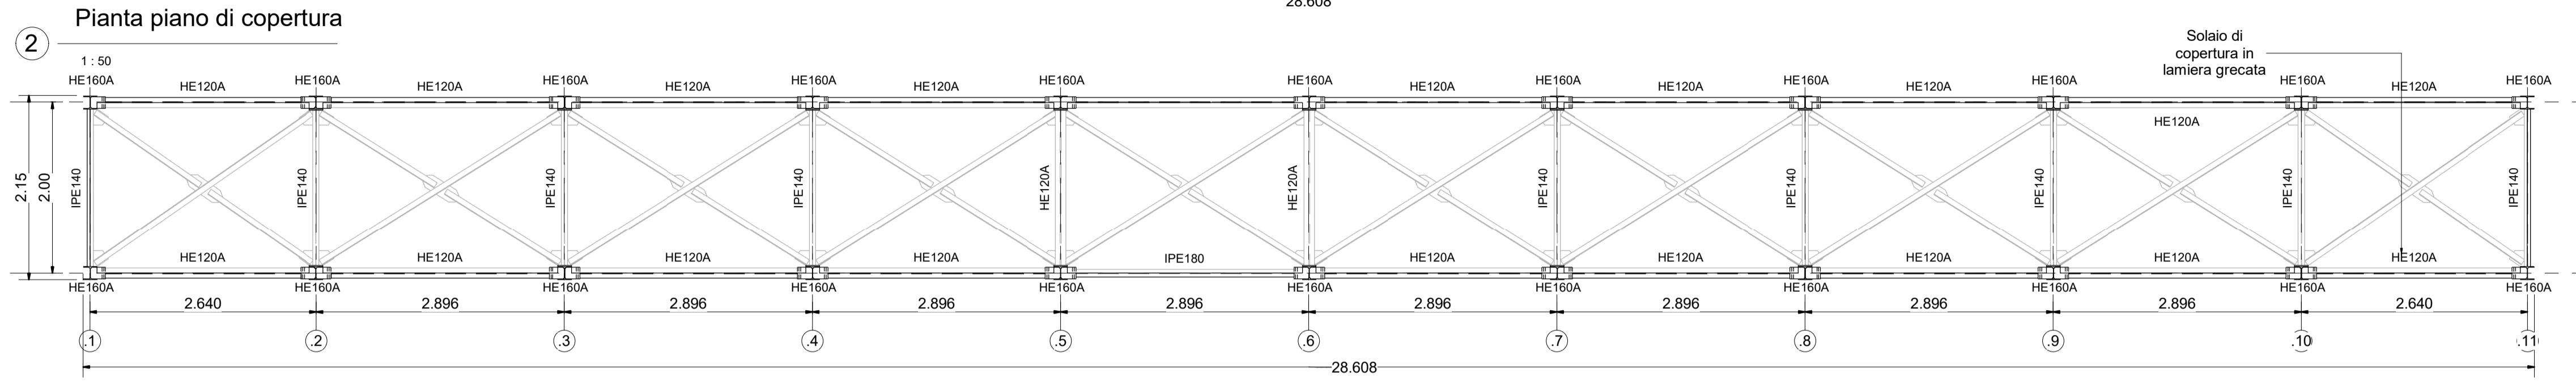 28.608
Pianta piano di copertura
2
1 : 50
Solaio di
copertura in
lamiera grecata
HE160A HE160A HE160A HE160A HE160A HE160A HE160A HE160A HE160A HE160A HE160A
HE120A HE120A HE120A HE120A HE120A HE120A HE120A HE120A
HE120A
2.15
2.00
IPE140
IPE140
IPE140
IPE140
HE120A
HE120A
IPE140
IPE140
IPE140
IPE140
IPE140
HE120A HE120A HE120A HE120A IPE180 HE120A HE120A HE120A HE120A HE120A
HE160A HE160A HE160A HE160A HE160A HE160A HE160A HE160A HE160A HE160A HE160A
2.640 2.896 2.896 2.896 2.896 2.896 2.896 2.896 2.896 2.640
.1 .2 .3 .4 .5 .6 .7 .8 .9 .10 .11
28.608